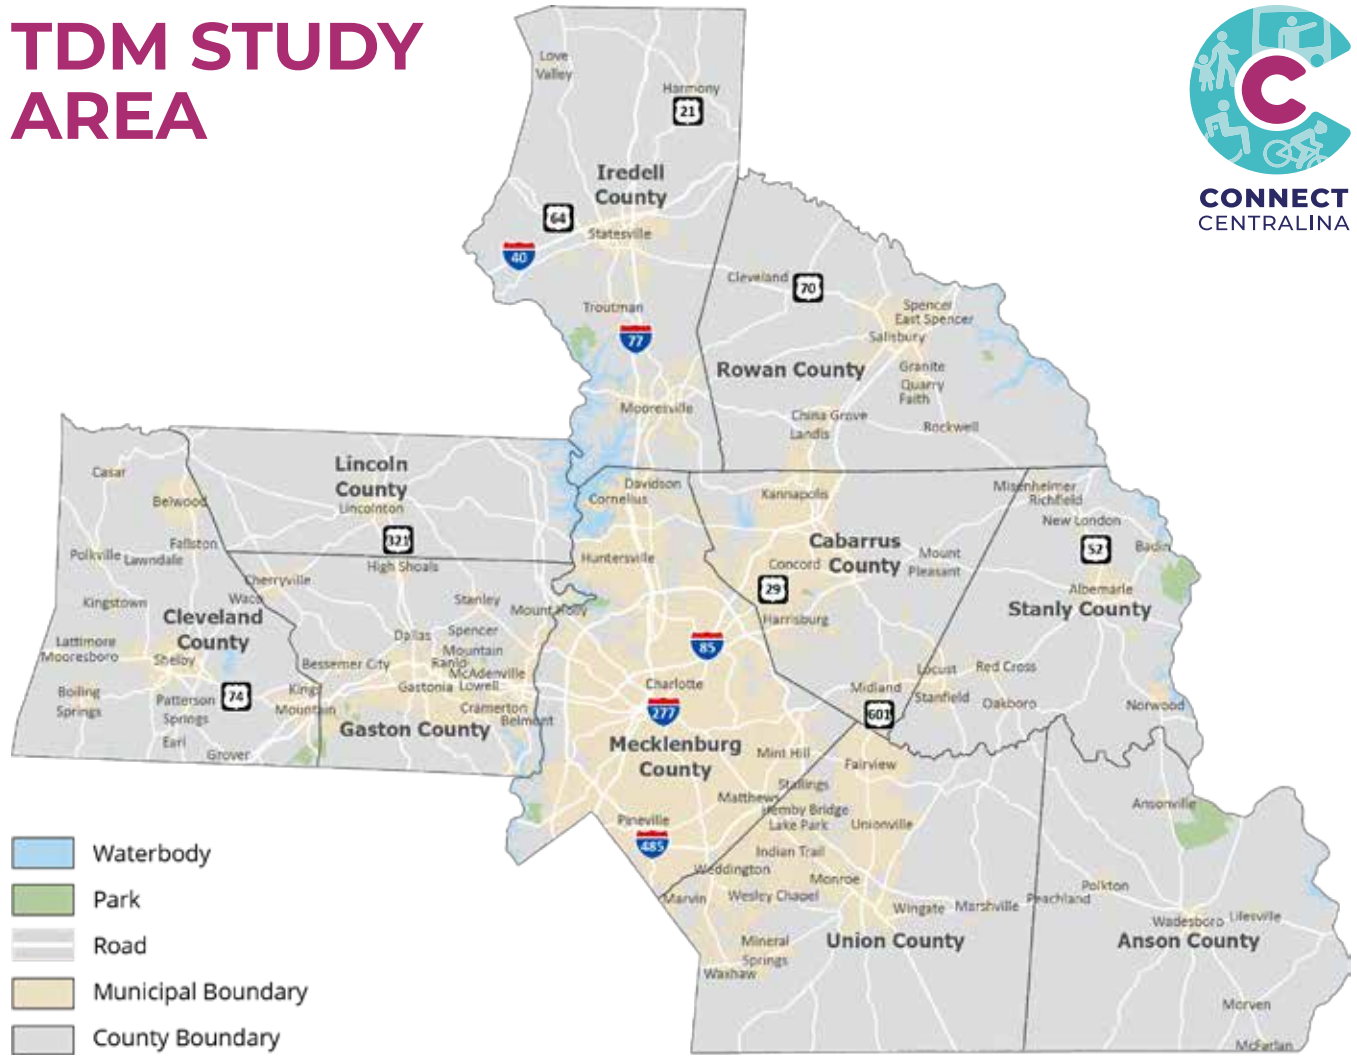 TDM STUDY
AREA
C
CONNECT
CENTRALINA
Love
Valley
Harmony
21
Iredell
County
64
Statesville
40
Troutman
77
Mooresville
Cleveland
70
Spencer
East Spencer
Salisbury
Rowan County
Granite
Quarry
Faith
China Grove
Landis
Rockwell
Casar
Belwood
Fallston
Polkville
Lawndale
Kingstown
Waco
Cleveland
County
Lattimore
Mooresboro
Shelby
Boiling
Springs
Patterson
Springs
74
Kings
Mountain
Earl
Grover
Lincoln
County
Lincolnton
321
High Shoals
Cherryville
Stanley
Mount Holly
Dallas
Spencer
Mountain
Bessemer City
Ranlo
McAdenville
Gastonia
Lowell
Cramerton
Belmont
Gaston County
Davidson
Cornelius
Huntersville
85
Charlotte
277
Mecklenburg
County
Mint Hill
Matthews
Pineville
485
Kannapolis
Cabarrus
County
Concord
Mount
Pleasant
29
Harrisburg
Midland
601
Misenheimer
Richfield
New London
52
Badin
Albemarle
Stanly County
Locust
Red Cross
Stanfield
Oakboro
Norwood
Fairview
Stallings
Hemby Bridge
Lake Park
Unionville
Indian Trail
Weddington
Monroe
Marvin
Wesley Chapel
Wingate
Marshville
Union County
Mineral
Springs
Waxhaw
Ansonville
Peachland
Polkton
Wadesboro
Lilesville
Anson County
Morven
McFarlan
Waterbody
Park
Road
Municipal Boundary
County Boundary